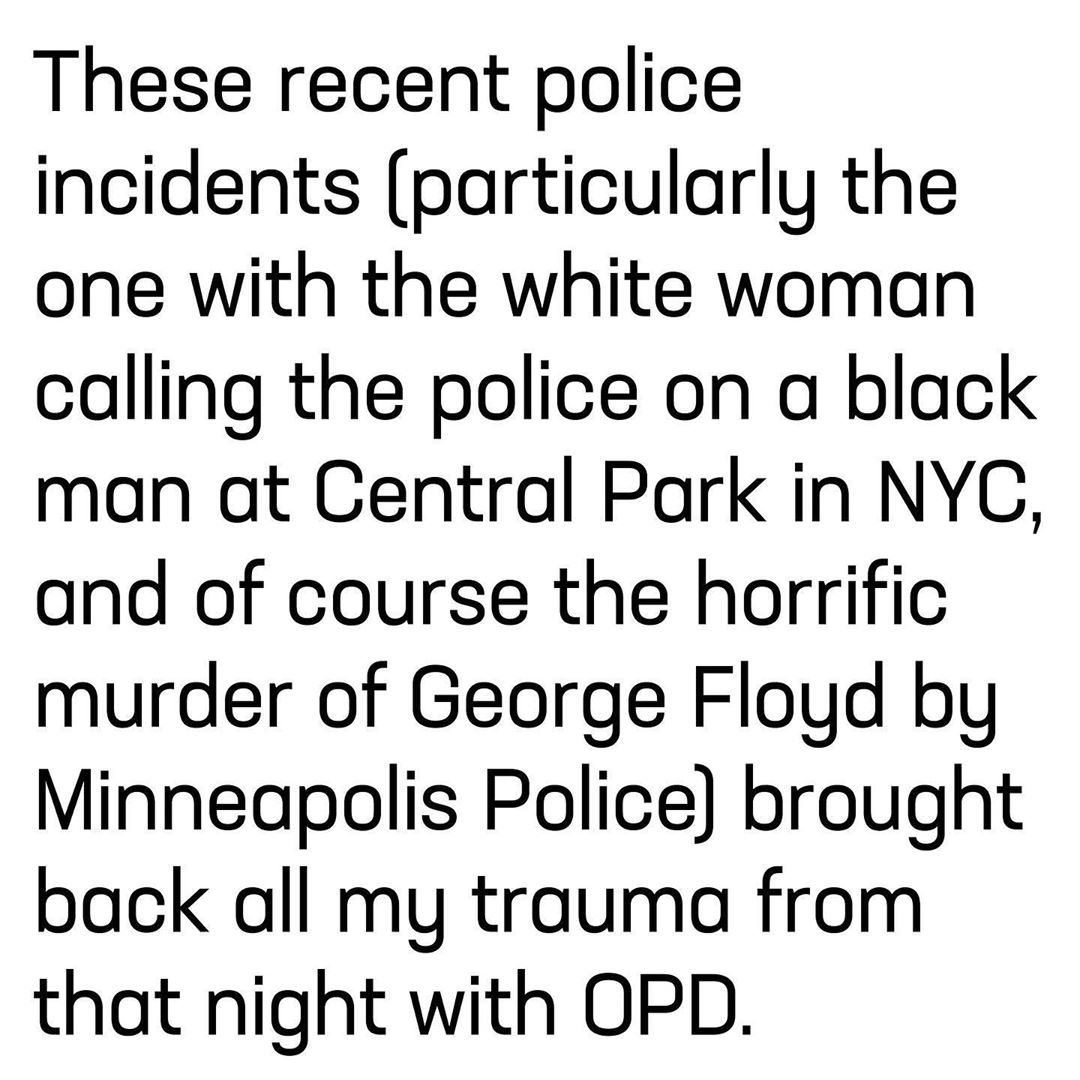 These recent police
incidents (particularly the
one with the white woman
calling the police on a black
man at Central Park in NYC,
and of course the horrific
murder of George Floyd by
Minneapolis Police) brought
back all my trauma from
that night with OPD.